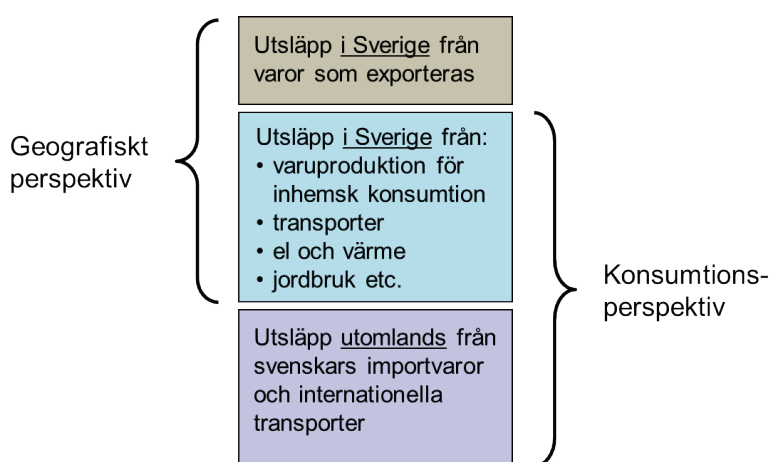 Geografiskt
perspektiv
Utsläpp i Sverige från
varor som exporteras
Utsläpp i Sverige från:
• varuproduktion för
inhemsk konsumtion
• transporter
• el och värme
• jordbruk etc.
Utsläpp utomlands från
svenskars importvaror
och internationella
transporter
Konsumtions-
perspektiv